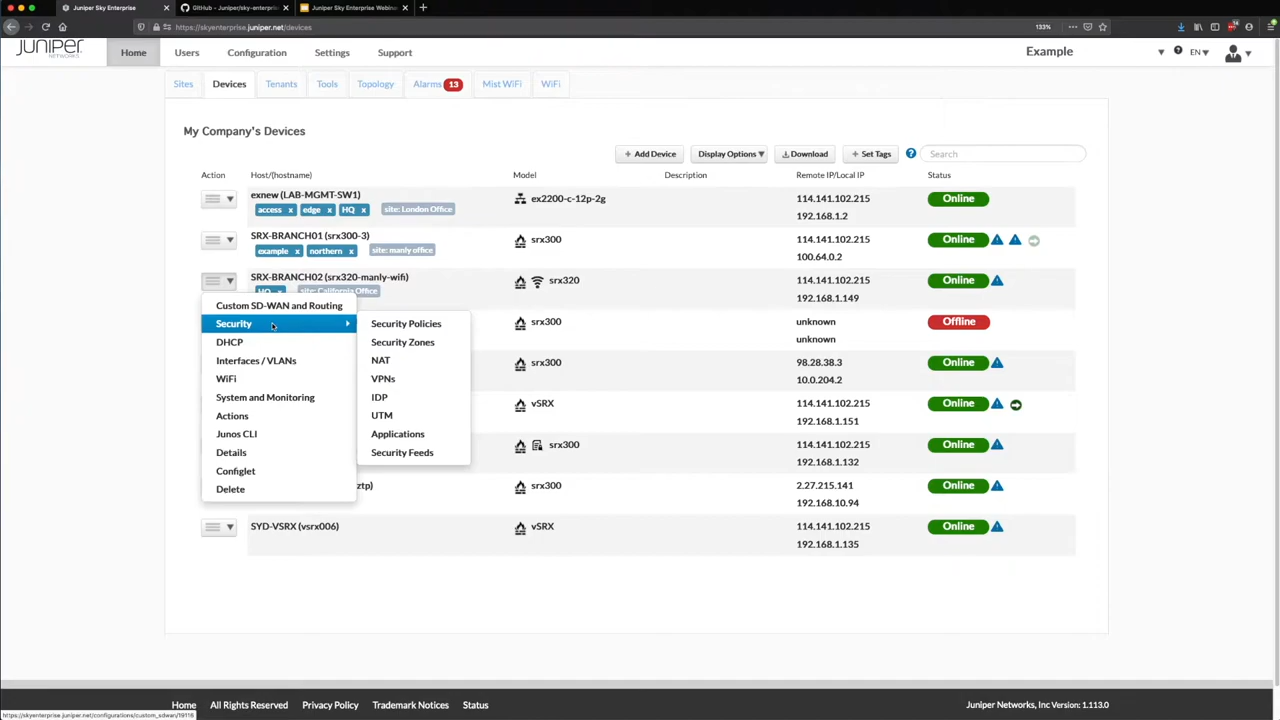 Juniper Sky Enterprise
GitHub - Juniper/sky-enterpris
Juniper Sky Enterprise Webinar
https://skyenterprise.juniper.net/devices
133%
JUNIPER
NETWORKS
Home
Users
Configuration
Settings
Support
Example
EN
Sites
Devices
Tenants
Tools
Topology
Alarms 13
Mist WiFi
WiFi
My Company's Devices
+ Add Device
Display Options
Download
+ Set Tags
?
Search
Action
Host/(hostname)
Model
Description
Remote IP/Local IP
Status
exnew (LAB-MGMT-SW1)
access x edge x HQ x site: London Office
ex2200-c-12p-2g
114.141.102.215
192.168.1.2
Online
SRX-BRANCH01 (srx300-3)
example x northern x site: manly office
srx300
114.141.102.215
100.64.0.2
Online
SRX-BRANCH02 (srx320-manly-wifi)
HQ site: California Office
srx320
114.141.102.215
192.168.1.149
Online
Custom SD-WAN and Routing
Security
DHCP
Interfaces / VLANs
WiFi
System and Monitoring
Actions
Junos CLI
Details
Configlet
Delete
Security Policies
Security Zones
NAT
VPNs
IDP
UTM
Applications
Security Feeds
srx300
unknown
unknown
Offline
srx300
98.28.38.3
10.0.204.2
Online
vSRX
114.141.102.215
192.168.1.151
Online
srx300
114.141.102.215
192.168.1.132
Online
ztp)
srx300
2.27.215.141
192.168.10.94
Online
SYD-VSRX (vsrx006)
vSRX
114.141.102.215
192.168.1.135
Online
Home
All Rights Reserved
Privacy Policy
Trademark Notices
Status
Juniper Networks, Inc Version: 1.113.0
https://skyenterprise.juniper.net/configurations/custom_sdwan/19116